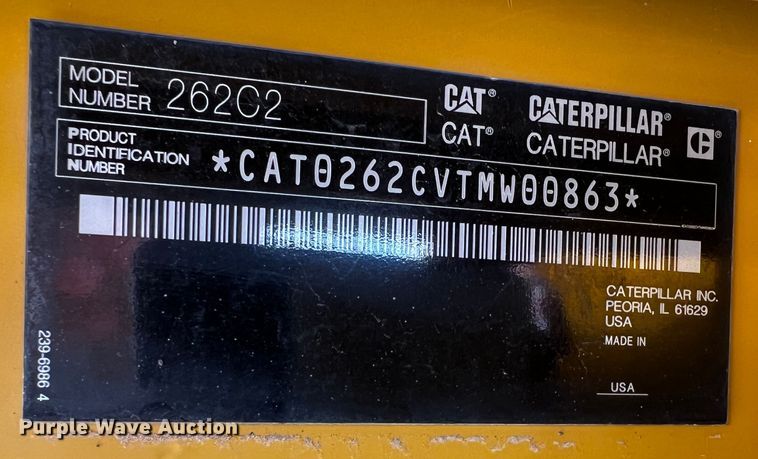 MODEL
NUMBER 262C2
CAT
CAT®
CATERPILLAR®
CATERPILLAR®
PRODUCT
IDENTIFICATION
NUMBER
*CAT0262CVTMW00863*
CATERPILLAR INC.
PEORIA, IL 61629
USA
MADE IN
USA
239-6986 4
Purple Wave Auction